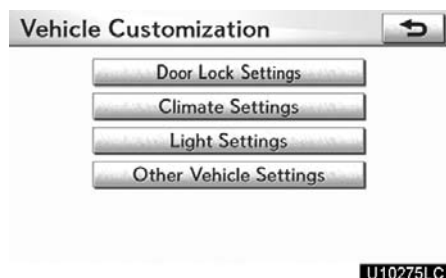 Vehicle Customization
Door Lock Settings
Climate Settings
Light Settings
Other Vehicle Settings
U10275LC